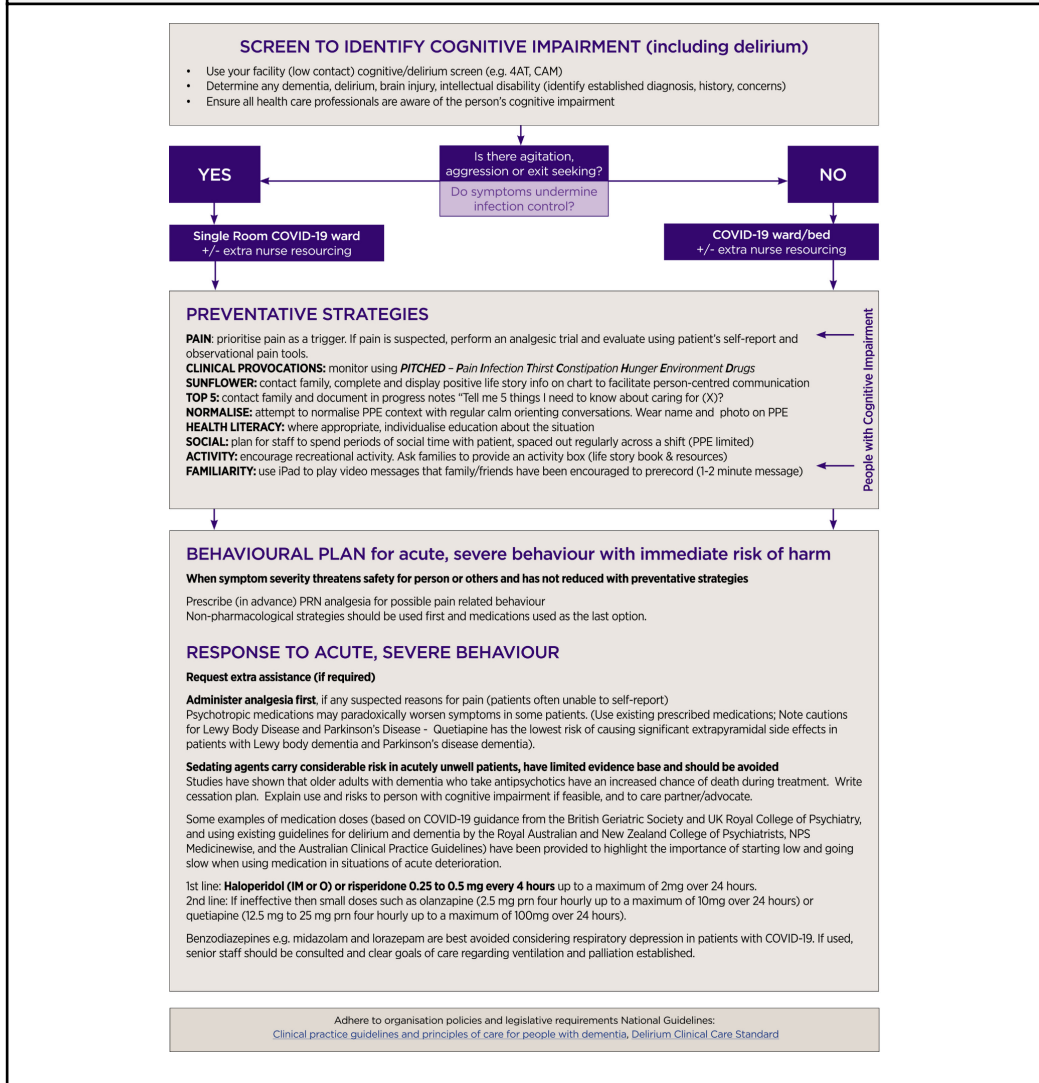 SCREEN TO IDENTIFY COGNITIVE IMPAIRMENT (including delirium)
• Use your facility (low contact) cognitive/delirium screen (e.g. 4AT, CAM)
• Determine any dementia, delirium, brain injury, intellectual disability (identify established diagnosis, history, concerns)
• Ensure all health care professionals are aware of the person's cognitive impairment
YES
Is there agitation,
aggression or exit seeking?
Do symptoms undermine
infection control?
NO
Single Room COVID-19 ward
+/- extra nurse resourcing
COVID-19 ward/bed
+/- extra nurse resourcing
PREVENTATIVE STRATEGIES
PAIN: prioritise pain as a trigger. If pain is suspected, perform an analgesic trial and evaluate using patient's self-report and
observational pain tools.
CLINICAL PROVOCATIONS: monitor using PITCHED – Pain Infection Thirst Constipation Hunger Environment Drugs
SUNFLOWER: contact family, complete and display positive life story info on chart to facilitate person-centred communication
TOP 5: contact family and document in progress notes "Tell me 5 things I need to know about caring for (X)?
NORMALISE: attempt to normalise PPE context with regular calm orienting conversations. Wear name and photo on PPE
HEALTH LITERACY: where appropriate, individualise education about the situation
SOCIAL: plan for staff to spend periods of social time with patient, spaced out regularly across a shift (PPE limited)
ACTIVITY: encourage recreational activity. Ask families to provide an activity box (life story book & resources)
FAMILIARITY: use iPad to play video messages that family/friends have been encouraged to prerecord (1-2 minute message)
People with Cognitive Impairment
BEHAVIOURAL PLAN for acute, severe behaviour with immediate risk of harm
When symptom severity threatens safety for person or others and has not reduced with preventative strategies
Prescribe (in advance) PRN analgesia for possible pain related behaviour
Non-pharmacological strategies should be used first and medications used as the last option.
RESPONSE TO ACUTE, SEVERE BEHAVIOUR
Request extra assistance (if required)
Administer analgesia first, if any suspected reasons for pain (patients often unable to self-report)
Psychotropic medications may paradoxically worsen symptoms in some patients. (Use existing prescribed medications; Note cautions
for Lewy Body Disease and Parkinson's Disease - Quetiapine has the lowest risk of causing significant extrapyramidal side effects in
patients with Lewy body dementia and Parkinson's disease dementia).
Sedating agents carry considerable risk in acutely unwell patients, have limited evidence base and should be avoided
Studies have shown that older adults with dementia who take antipsychotics have an increased chance of death during treatment. Write
cessation plan. Explain use and risks to person with cognitive impairment if feasible, and to care partner/advocate.
Some examples of medication doses (based on COVID-19 guidance from the British Geriatric Society and UK Royal College of Psychiatry,
and using existing guidelines for delirium and dementia by the Royal Australian and New Zealand College of Psychiatrists, NPS
Medicinewise, and the Australian Clinical Practice Guidelines) have been provided to highlight the importance of starting low and going
slow when using medication in situations of acute deterioration.
1st line: Haloperidol (IM or O) or risperidone 0.25 to 0.5 mg every 4 hours up to a maximum of 2mg over 24 hours.
2nd line: If ineffective then small doses such as olanzapine (2.5 mg prn four hourly up to a maximum of 10mg over 24 hours) or
quetiapine (12.5 mg to 25 mg prn four hourly up to a maximum of 100mg over 24 hours).
Benzodiazepines e.g. midazolam and lorazepam are best avoided considering respiratory depression in patients with COVID-19. If used,
senior staff should be consulted and clear goals of care regarding ventilation and palliation established.
Adhere to organisation policies and legislative requirements National Guidelines:
Clinical practice guidelines and principles of care for people with dementia, Delirium Clinical Care Standard